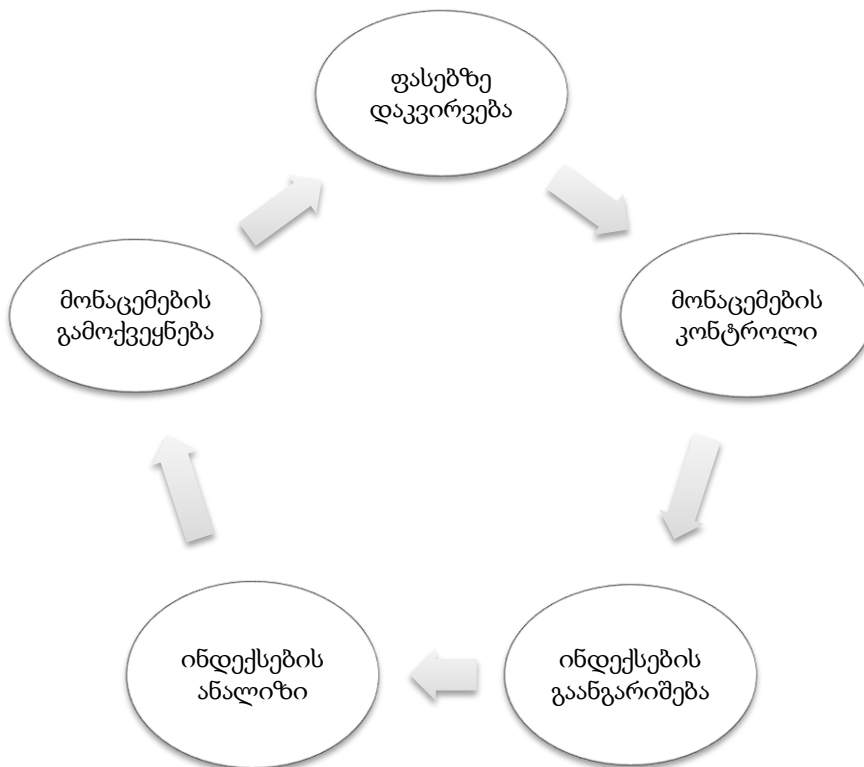 ფასებზე
დაკვირვება
მონაცემების
კონტროლი
ინდექსების
გაანგარიშება
ინდექსების
ანალიზი
მონაცემების
გამოქვეყნება